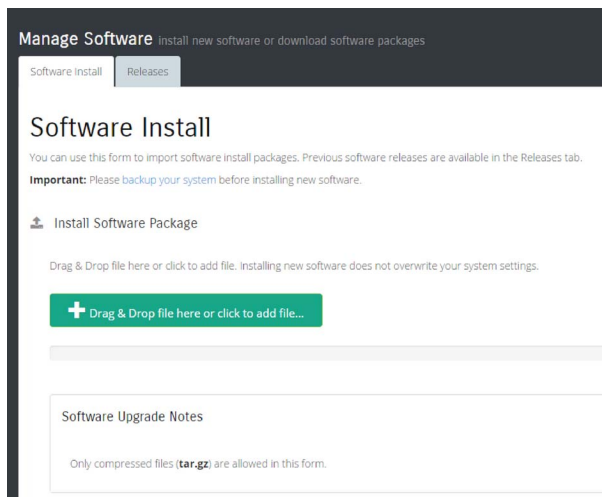 Manage Software install new software or download software packages
Software Install Releases
Software Install
You can use this form to import software install packages. Previous software releases are available in the Releases tab.
Important: Please backup your system before installing new software.
Install Software Package
Drag & Drop file here or click to add file. Installing new software does not overwrite your system settings.
Drag & Drop file here or click to add file...
Software Upgrade Notes
Only compressed files (tar.gz) are allowed in this form.